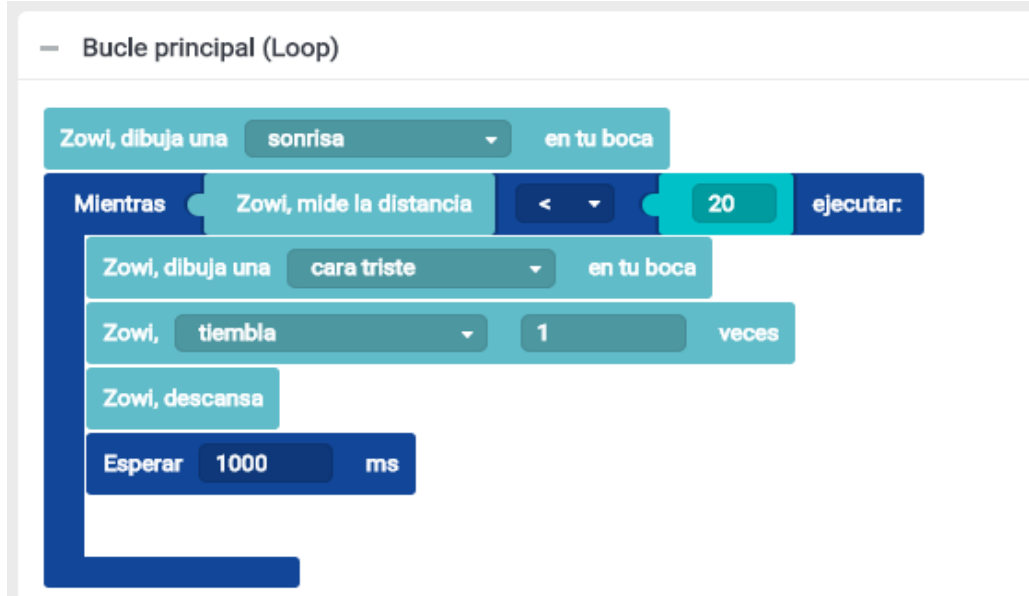 Bucle principal (Loop)
Zowi, dibuja una sonrisa en tu boca
Mientras Zowi, mide la distancia < 20 ejecutar:
Zowi, dibuja una cara triste en tu boca
Zowi, tiembla 1 veces
Zowi, descansa
Esperar 1000 ms